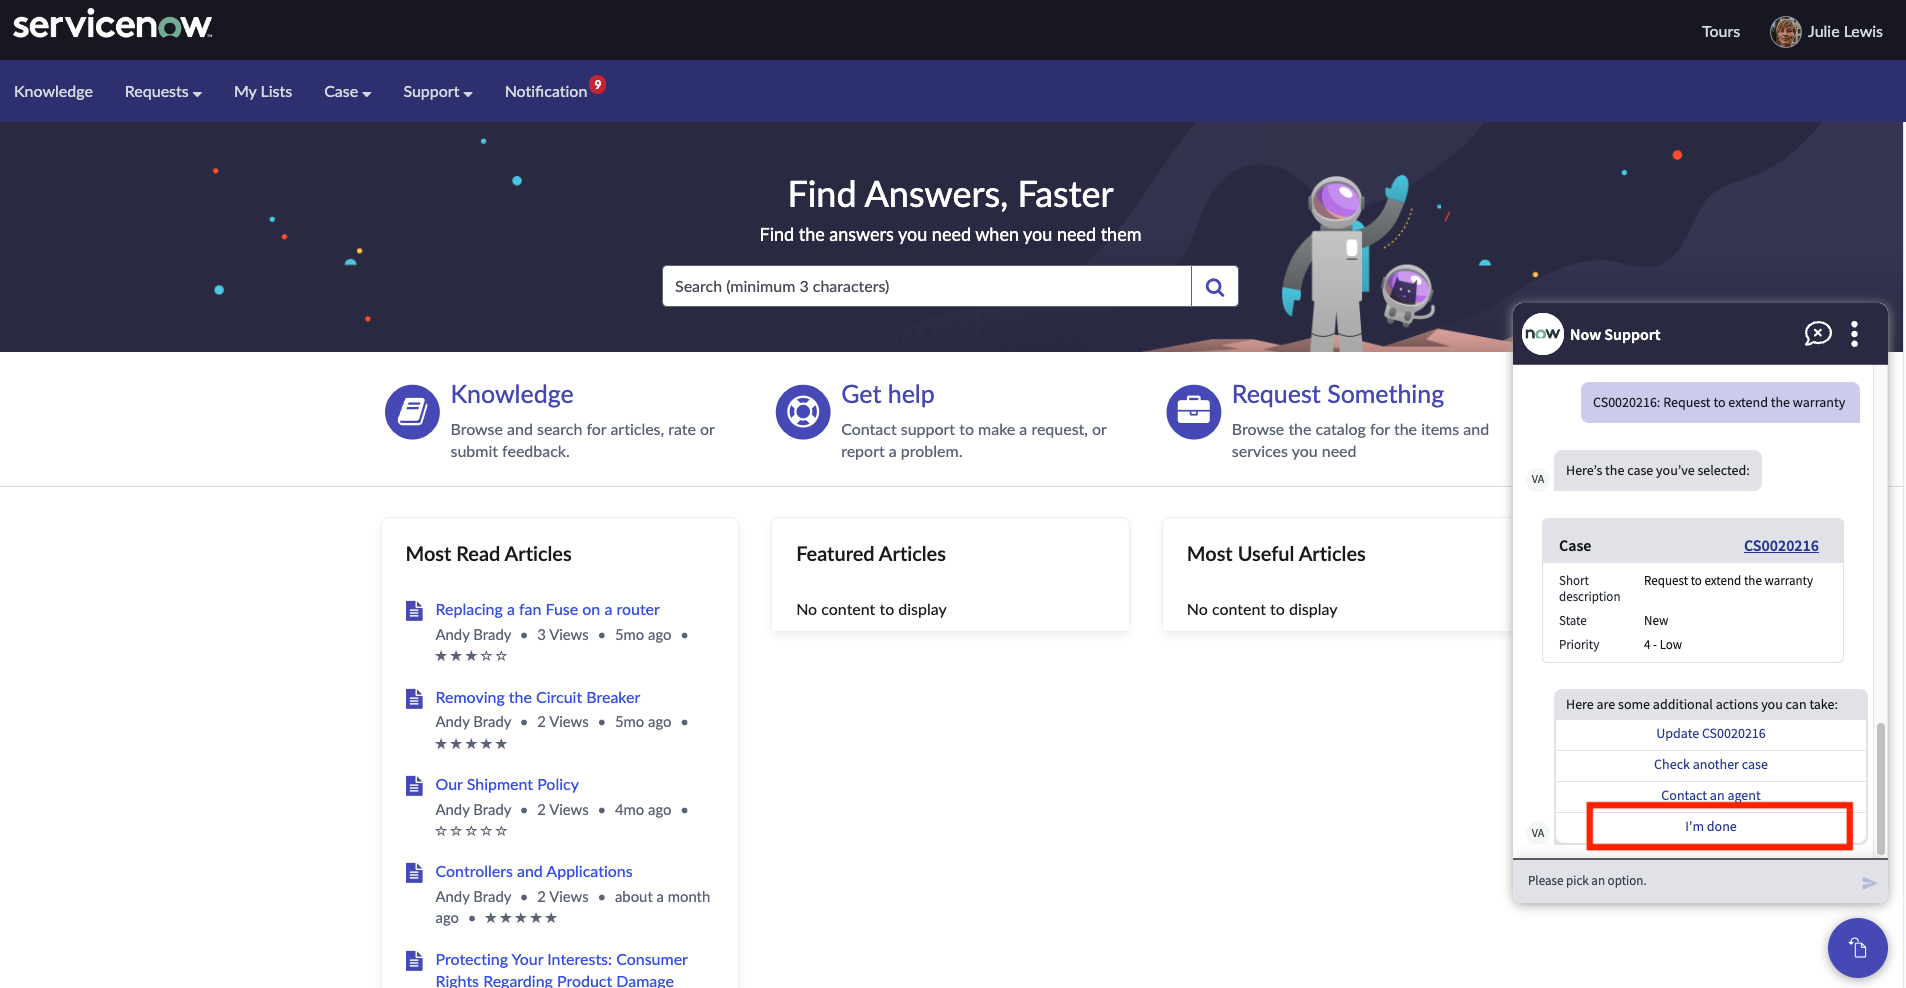 servicenow
Tours
Julie Lewis
Knowledge
Requests
My Lists
Case
Support
Notification
9
Find Answers, Faster
Find the answers you need when you need them
Search (minimum 3 characters)
Knowledge
Browse and search for articles, rate or
submit feedback.
Get help
Contact support to make a request, or
report a problem.
Request Something
Browse the catalog for the items and
services you need
Most Read Articles
Replacing a fan Fuse on a router
Andy Brady • 3 Views • 5mo ago •
★★★☆☆
Removing the Circuit Breaker
Andy Brady • 2 Views • 5mo ago •
★★★★★
Our Shipment Policy
Andy Brady • 2 Views • 4mo ago •
☆☆☆☆☆
Controllers and Applications
Andy Brady • 2 Views • about a month
ago • ★★★★★
Protecting Your Interests: Consumer
Rights Regarding Product Damage
Featured Articles
No content to display
Most Useful Articles
No content to display
now
Now Support
CS0020216: Request to extend the warranty
VA
Here's the case you've selected:
Case
CS0020216
Short
description
Request to extend the warranty
State
New
Priority
4 - Low
Here are some additional actions you can take:
Update CS0020216
Check another case
Contact an agent
I'm done
VA
Please pick an option.